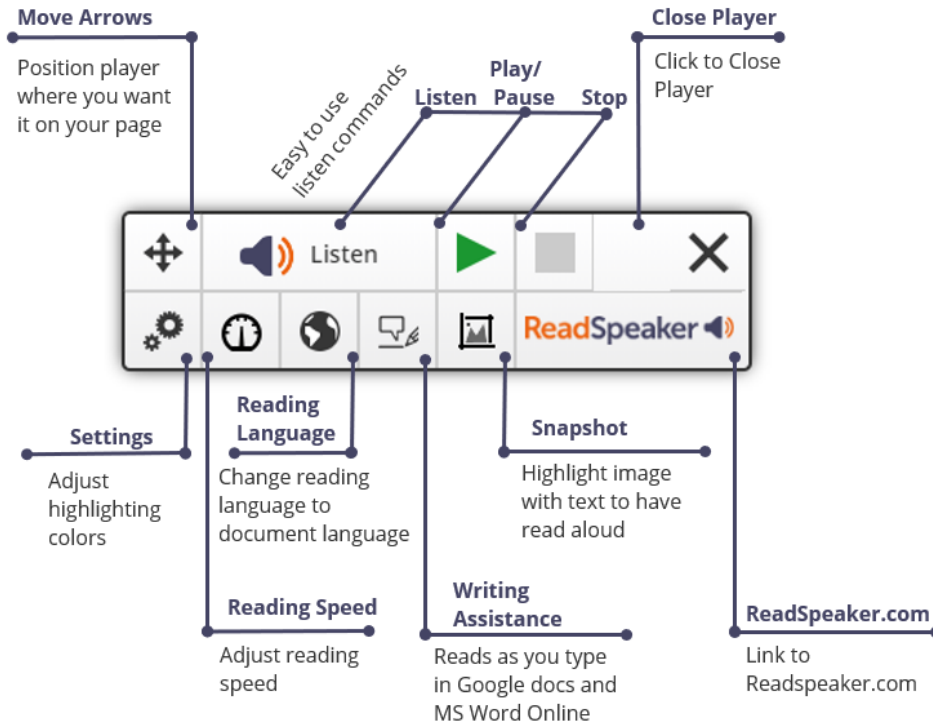 Move Arrows
Position player
where you want
it on your page
Easy to use
listen commands
Listen
Play/
Pause
Stop
Close Player
Click to Close
Player
Listen
ReadSpeaker
Settings
Adjust
highlighting
colors
Reading
Language
Change reading
language to
document language
Snapshot
Highlight image
with text to have
read aloud
Reading Speed
Adjust reading
speed
Writing
Assistance
Reads as you type
in Google docs and
MS Word Online
ReadSpeaker.com
Link to
Readspeaker.com